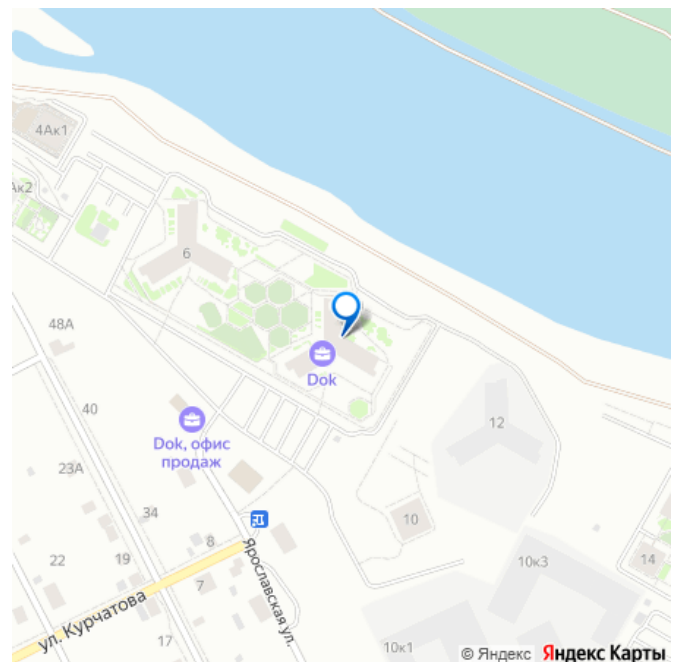 4Ак1
Ак2
6
48А
Dok
40
Dok, офис
продаж
12
23А
34
10
8
22
19
10к3
14
7
Ярославская ул.
ул. Курчатова
17
10к1
© Яндекс Яндекс Карты